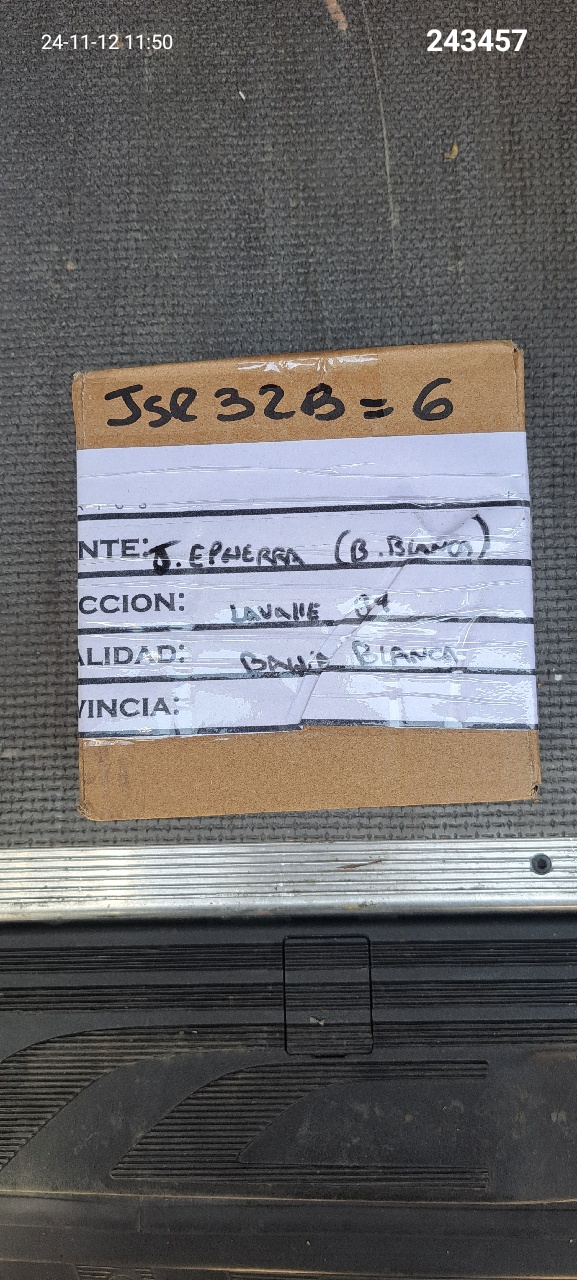 24-11-12 11:50
243457
JSR 32B = 6
NTE: J. EPHERRA (B. BLANCA)
CCION: LAVALLE
ALIDAD: BAHIA BLANCA
VINCIA: